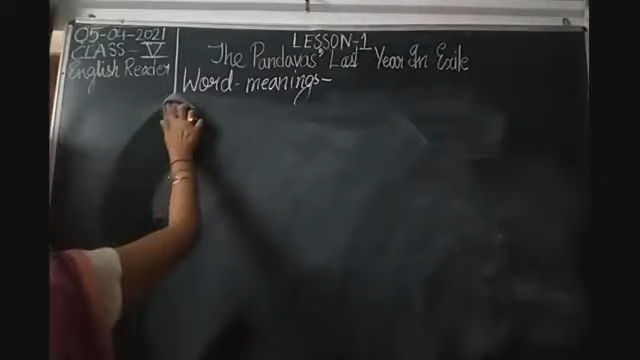 05-04-2021
CLASS - V
English Reader
LESSON-1
The Pandavas' Last Year In Exile
Word-meanings-